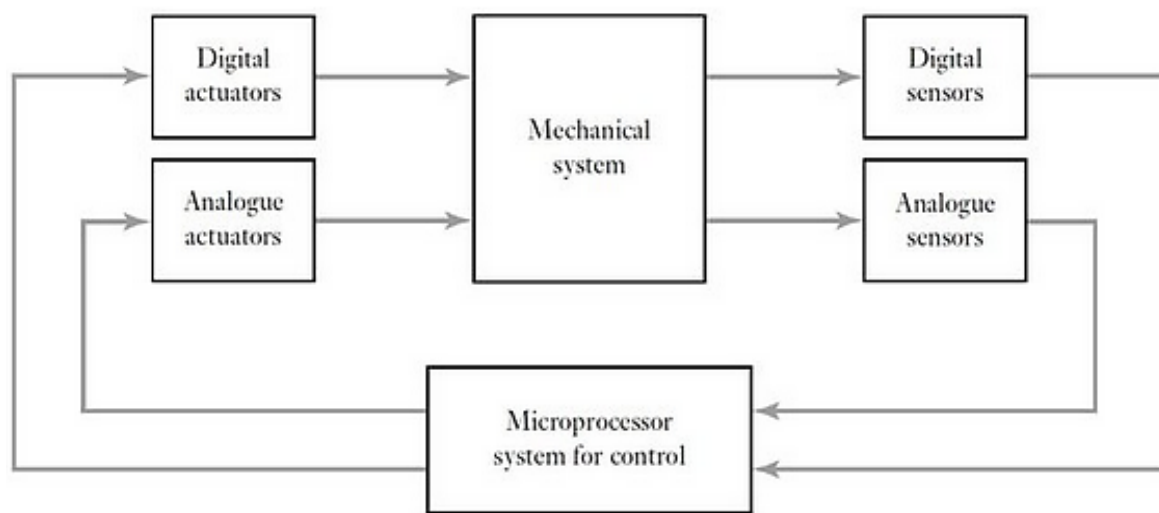 Digital
actuators
Mechanical
system
Digital
sensors
Analogue
actuators
Analogue
sensors
Microprocessor
system for control